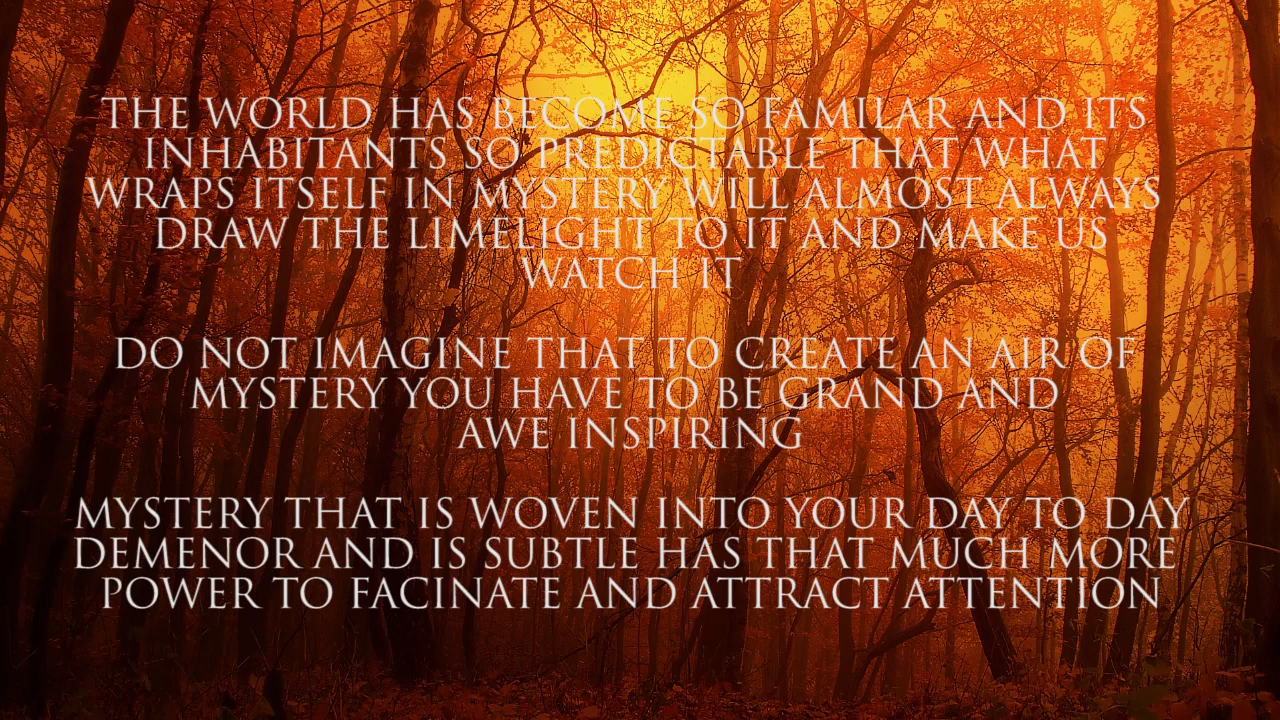 THE WORLD HAS BECOME SO FAMILAR AND ITS
INHABITANTS SO PREDICTABLE THAT WHAT
WRAPS ITSELF IN MYSTERY WILL ALMOST ALWAYS
DRAW THE LIMELIGHT TO IT AND MAKE US
WATCH IT
DO NOT IMAGINE THAT TO CREATE AN AIR OF
MYSTERY YOU HAVE TO BE GRAND AND
AWE INSPIRING
MYSTERY THAT IS WOVEN INTO YOUR DAY TO DAY
DEMENOR AND IS SUBTLE HAS THAT MUCH MORE
POWER TO FACINATE AND ATTRACT ATTENTION